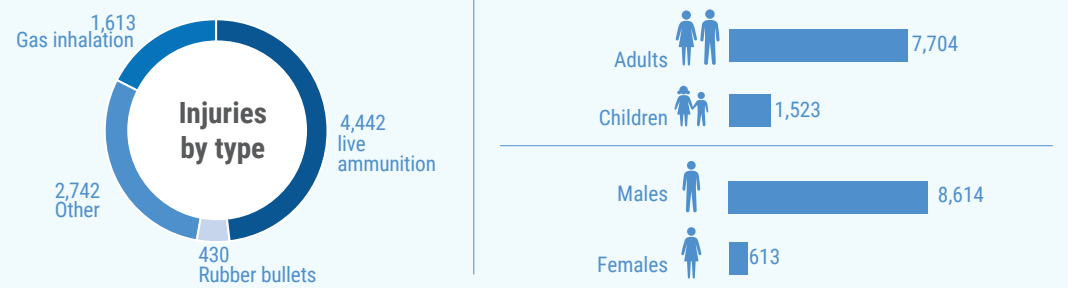 1,613
Gas inhalation
Injuries
by type
4,442
live
ammunition
2,742
Other
430
Rubber bullets
Adults
7,704
Children
1,523
Males
8,614
Females
613